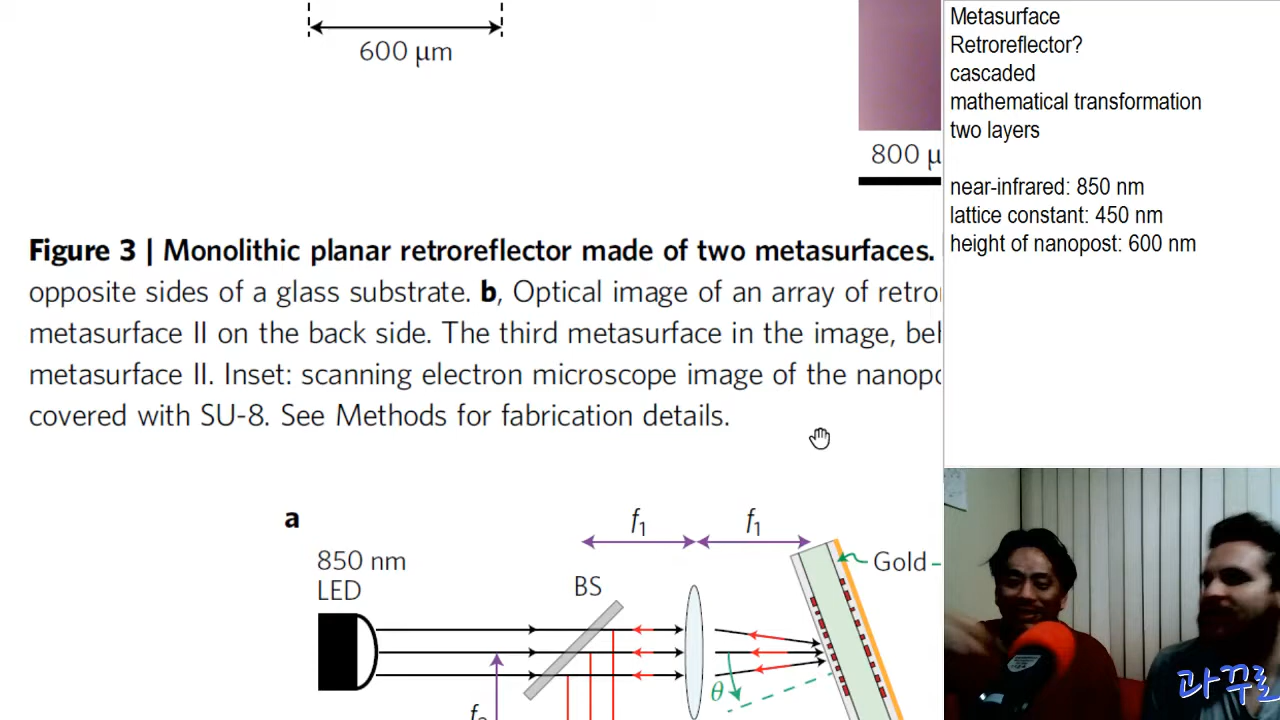 600 μm
800 μ
Figure 3 | Monolithic planar retroreflector made of two metasurfaces.
opposite sides of a glass substrate. b, Optical image of an array of retro
metasurface II on the back side. The third metasurface in the image, beh
metasurface II. Inset: scanning electron microscope image of the nanopo
covered with SU-8. See Methods for fabrication details.
a
f1
f1
850 nm
LED
BS
Gold
θ
Metasurface
Retroreflector?
cascaded
mathematical transformation
two layers
near-infrared: 850 nm
lattice constant: 450 nm
height of nanopost: 600 nm
과꾸로